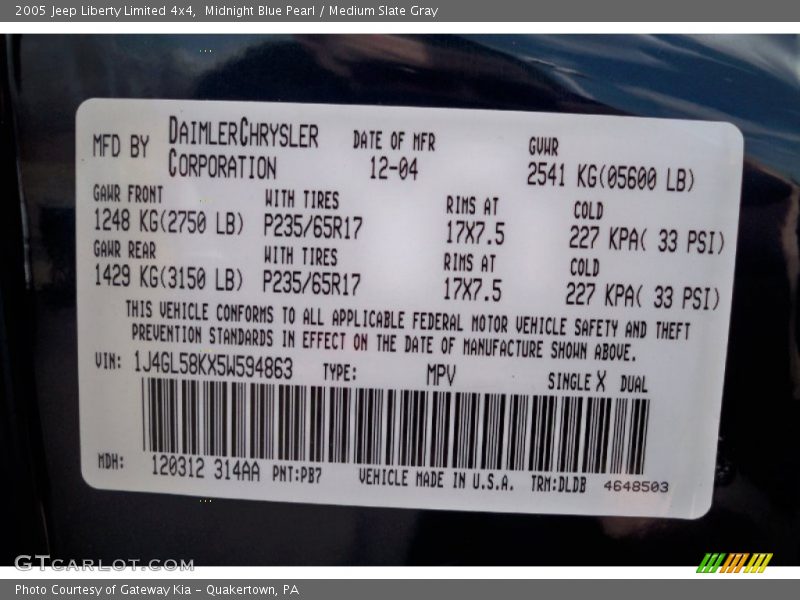 2005 Jeep Liberty Limited 4x4,  Midnight Blue Pearl / Medium Slate Gray
MFD BY DAIMLERCHRYSLER CORPORATION DATE OF MFR 12-04 GVWR 2541 KG(05600 LB)
GAWR FRONT WITH TIRES RIMS AT COLD
1248 KG(2750 LB) P235/65R17 17X7.5 227 KPA( 33 PSI)
GAWR REAR WITH TIRES RIMS AT COLD
1429 KG(3150 LB) P235/65R17 17X7.5 227 KPA( 33 PSI)
THIS VEHICLE CONFORMS TO ALL APPLICABLE FEDERAL MOTOR VEHICLE SAFETY AND THEFT
PREVENTION STANDARDS IN EFFECT ON THE DATE OF MANUFACTURE SHOWN ABOVE.
VIN: 1J4GL58KX5W594863 TYPE: MPV SINGLE X DUAL
MDH: 120312 314AA PNT:PB7 VEHICLE MADE IN U.S.A. TRM:DLDB 4648503
GTCARLOT.COM
Photo Courtesy of Gateway Kia - Quakertown, PA